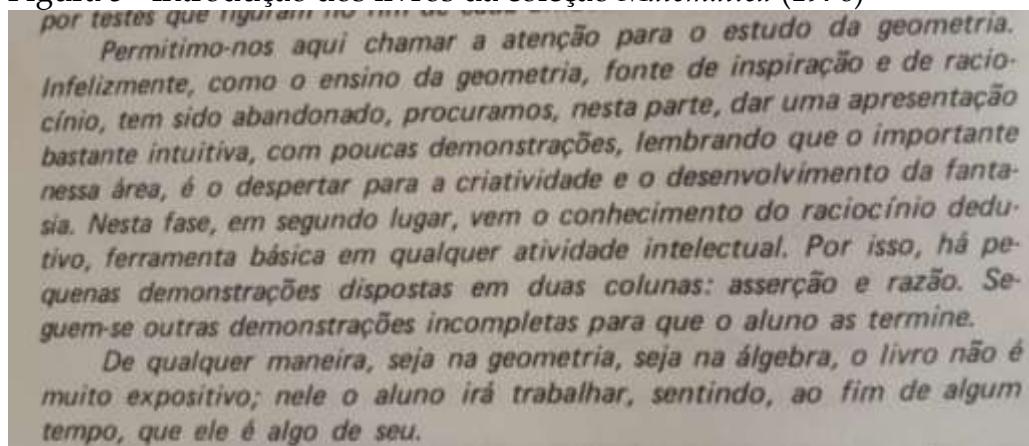 por testes que figuram no fim de
Permitimo-nos aqui chamar a atenção para o estudo da geometria.
Infelizmente, como o ensino da geometria, fonte de inspiração e de racio-
cínio, tem sido abandonado, procuramos, nesta parte, dar uma apresentação
bastante intuitiva, com poucas demonstrações, lembrando que o importante
nessa área, é o despertar para a criatividade e o desenvolvimento da fanta-
sia. Nesta fase, em segundo lugar, vem o conhecimento do raciocínio dedu-
tivo, ferramenta básica em qualquer atividade intelectual. Por isso, há pe-
quenas demonstrações dispostas em duas colunas: asserção e razão. Se-
guem-se outras demonstrações incompletas para que o aluno as termine.
De qualquer maneira, seja na geometria, seja na álgebra, o livro não é
muito expositivo; nele o aluno irá trabalhar, sentindo, ao fim de algum
tempo, que ele é algo de seu.